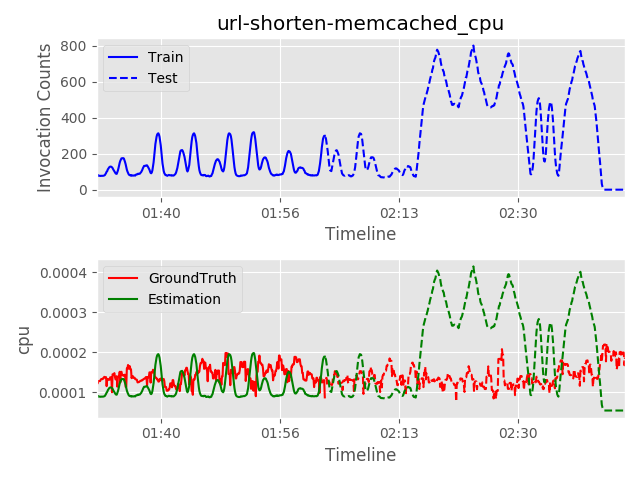 url-shorten-memcached_cpu
Invocation Counts
800
600
400
200
0
Train
Test
01:40
01:56
02:13
02:30
Timeline
cpu
0.0004
0.0003
0.0002
0.0001
GroundTruth
Estimation
01:40
01:56
02:13
02:30
Timeline